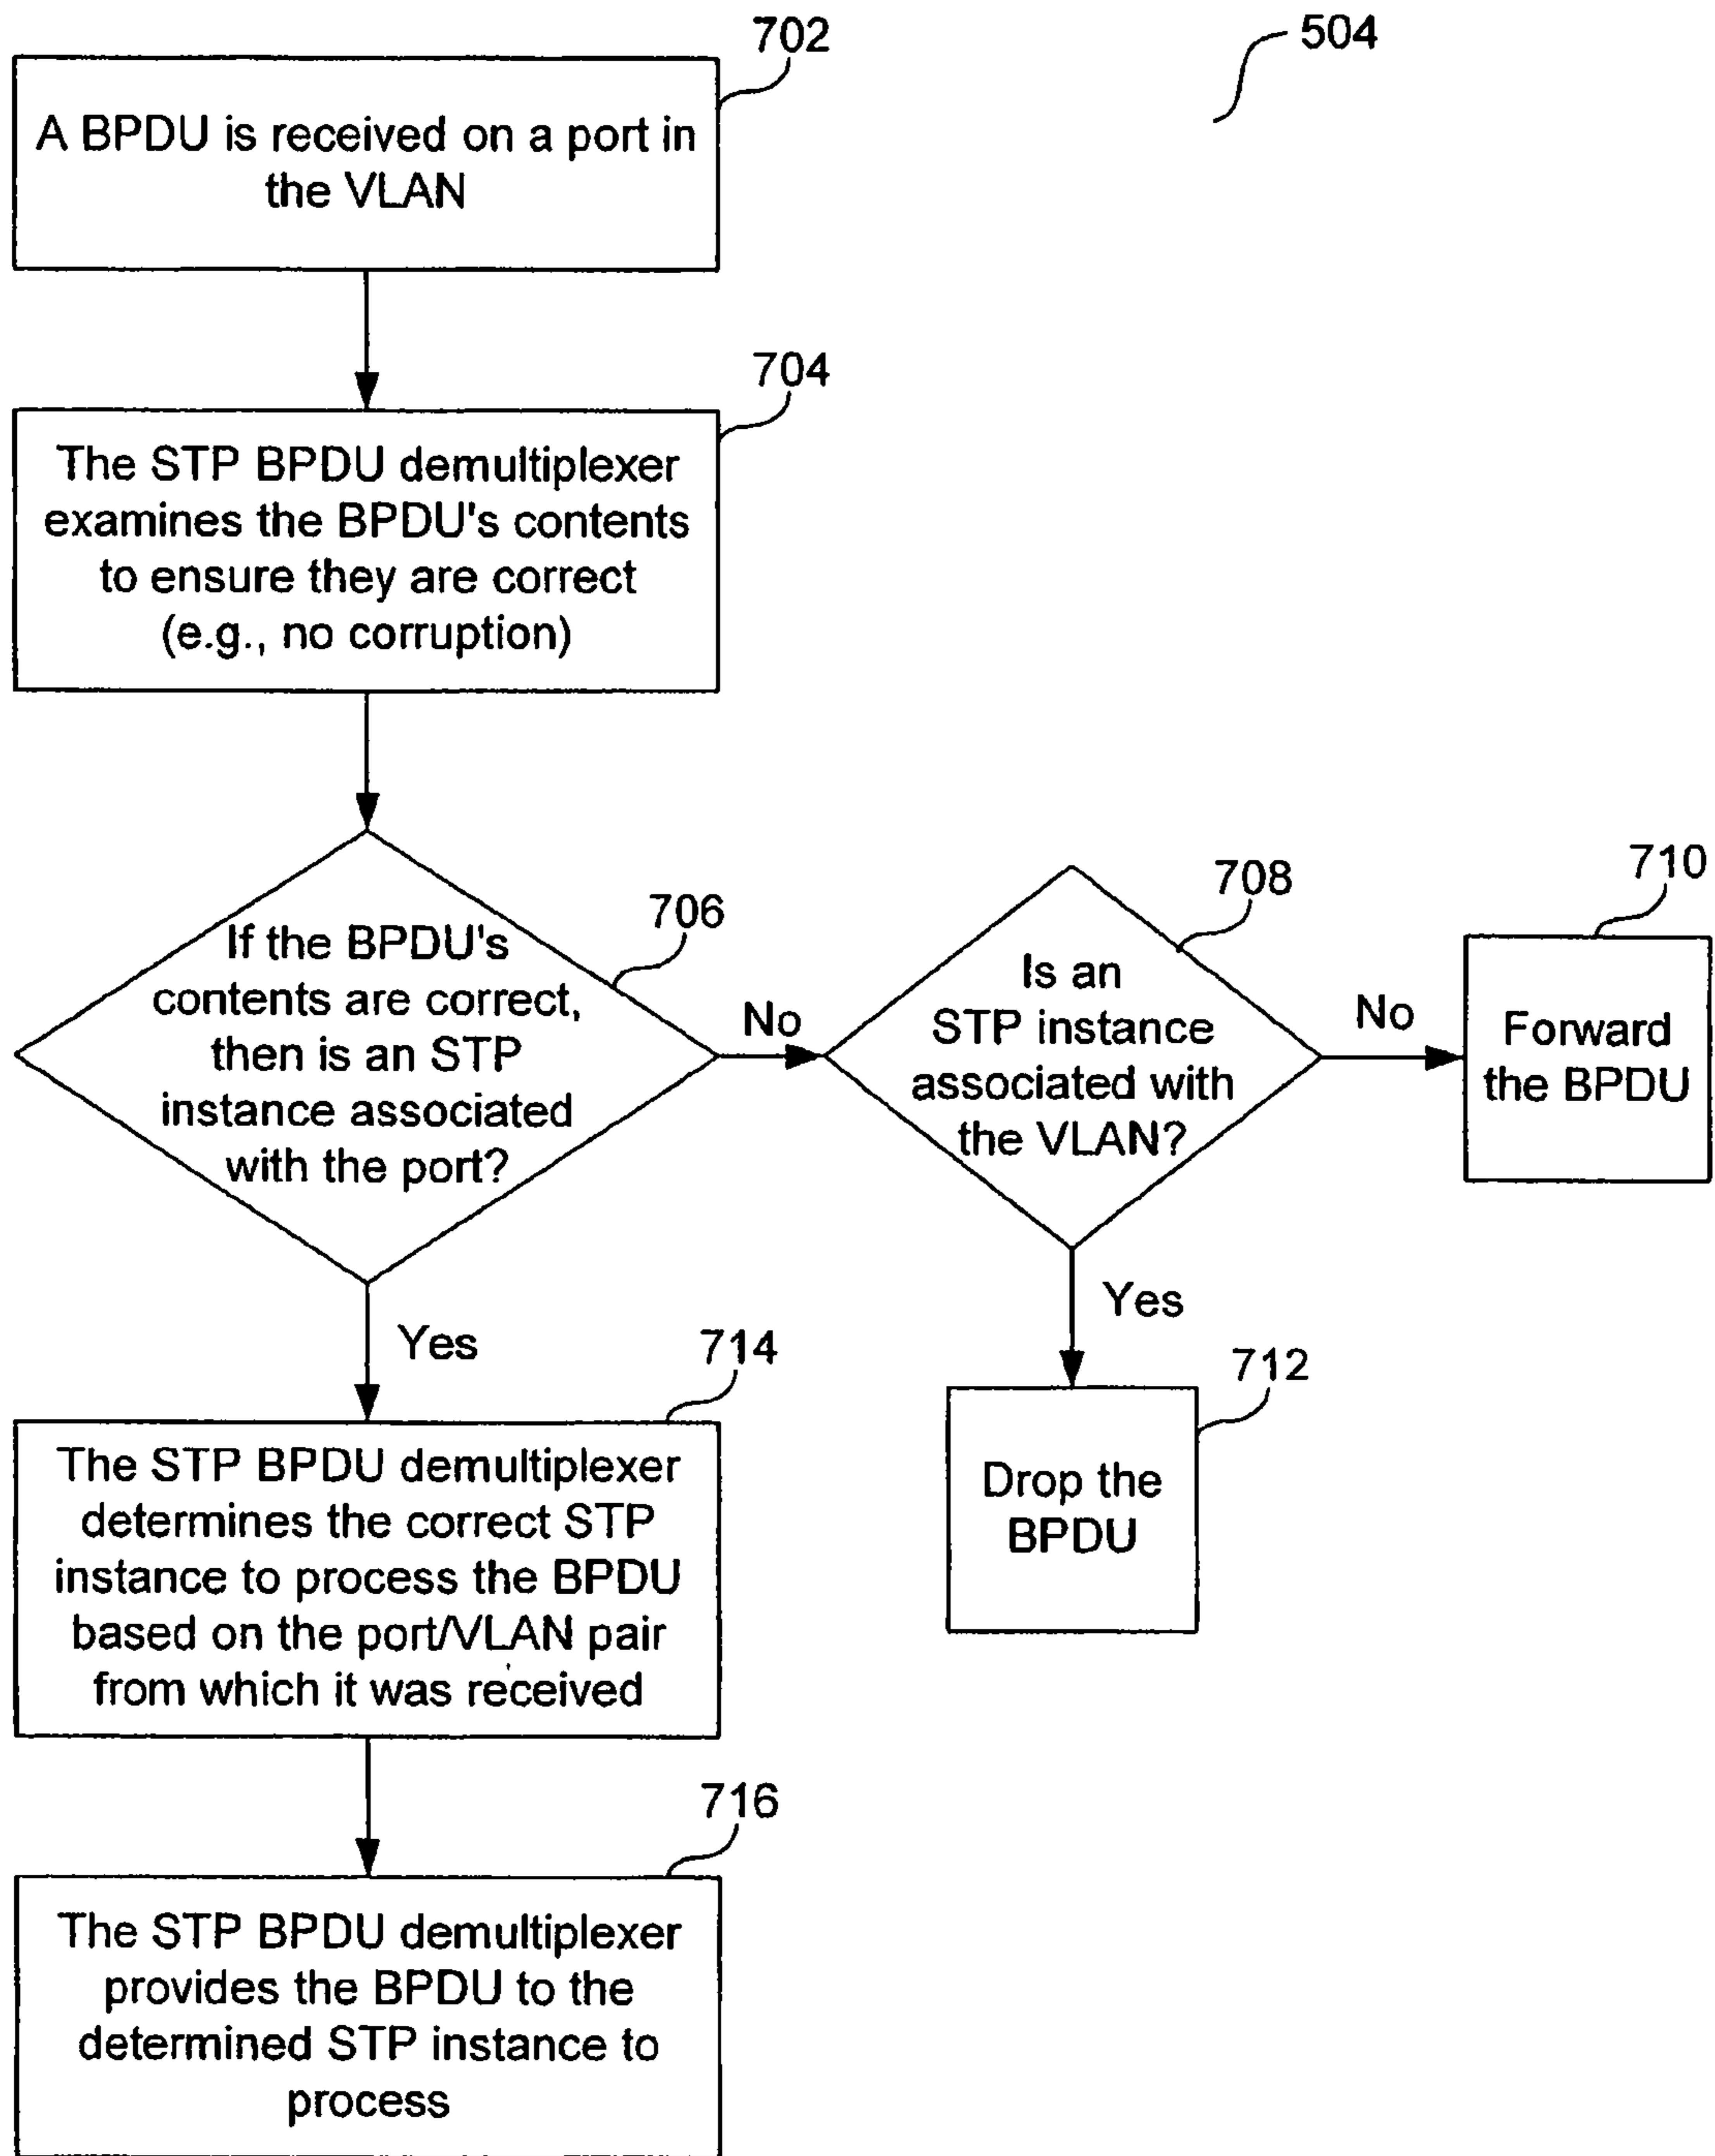 702
504
A BPDU is received on a port in
the VLAN
704
The STP BPDU demultiplexer
examines the BPDU's contents
to ensure they are correct
(e.g., no corruption)
706
If the BPDU's
contents are correct,
then is an STP
instance associated
with the port?
No
708
Is an
STP instance
associated with
the VLAN?
No
710
Forward
the BPDU
Yes
Yes
714
The STP BPDU demultiplexer
determines the correct STP
instance to process the BPDU
based on the port/VLAN pair
from which it was received
712
Drop the
BPDU
716
The STP BPDU demultiplexer
provides the BPDU to the
determined STP instance to
process